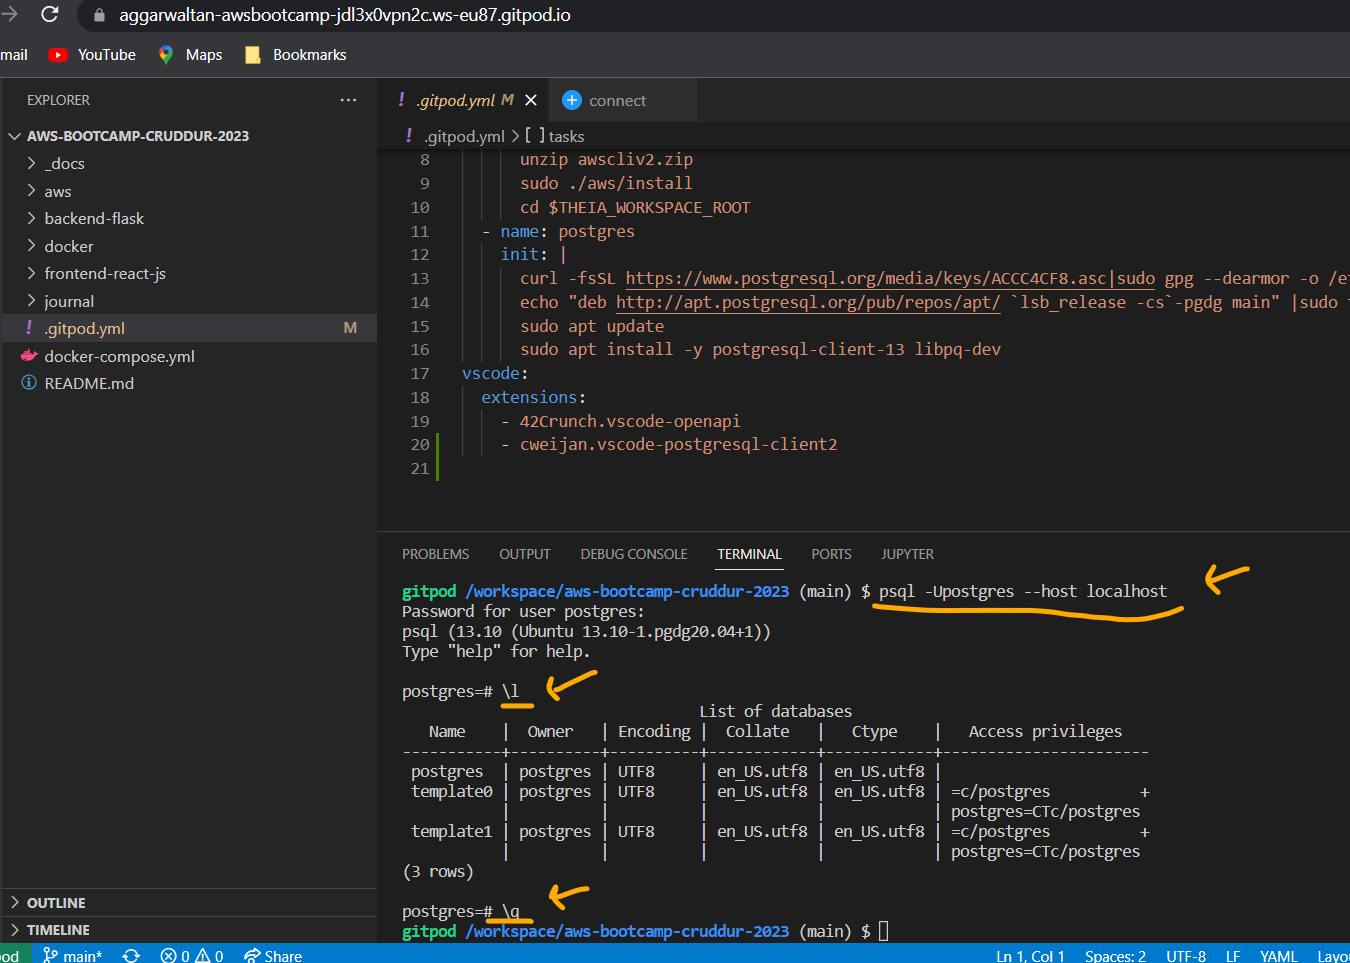 aggarwaltan-awsbootcamp-jdl3x0vpn2c.ws-eu87.gitpod.io
mail YouTube Maps Bookmarks
EXPLORER ···
AWS-BOOTCAMP-CRUDDUR-2023
_docs
aws
backend-flask
docker
frontend-react-js
journal
! .gitpod.yml M
docker-compose.yml
README.md
OUTLINE
TIMELINE
! .gitpod.yml M × connect
! .gitpod.yml > [ ] tasks
8 unzip awscliv2.zip
9 sudo ./aws/install
10 cd $THEIA_WORKSPACE_ROOT
11 - name: postgres
12 init: |
13 curl -fsSL https://www.postgresql.org/media/keys/ACCC4CF8.asc|sudo gpg --dearmor -o /et
14 echo "deb http://apt.postgresql.org/pub/repos/apt/ `lsb_release -cs`-pgdg main" |sudo
15 sudo apt update
16 sudo apt install -y postgresql-client-13 libpq-dev
17 vscode:
18 extensions:
19 - 42Crunch.vscode-openapi
20 - cweijan.vscode-postgresql-client2
21
PROBLEMS OUTPUT DEBUG CONSOLE TERMINAL PORTS JUPYTER
gitpod /workspace/aws-bootcamp-cruddur-2023 (main) $ psql -Upostgres --host localhost
Password for user postgres:
psql (13.10 (Ubuntu 13.10-1.pgdg20.04+1))
Type "help" for help.
postgres=# \l
List of databases
Name | Owner | Encoding | Collate | Ctype | Access privileges
-----------+----------+----------+------------+------------+-----------------------
postgres | postgres | UTF8 | en_US.utf8 | en_US.utf8 |
template0 | postgres | UTF8 | en_US.utf8 | en_US.utf8 | =c/postgres +
| | | | | postgres=CTc/postgres
template1 | postgres | UTF8 | en_US.utf8 | en_US.utf8 | =c/postgres +
| | | | | postgres=CTc/postgres
(3 rows)
postgres=# \q
gitpod /workspace/aws-bootcamp-cruddur-2023 (main) $
pod main* 0 0 Share Ln 1, Col 1 Spaces: 2 UTF-8 LF YAML Layou